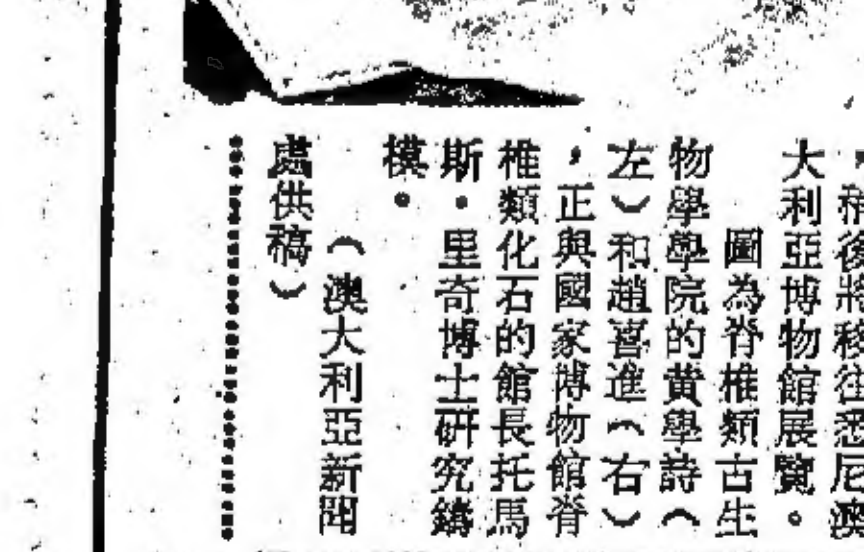 ，稍後將移往悉尼澳
大利亞博物館展覽。
圖為脊椎類古生
物學學院的黄學詩（
左）和趙喜進（右）
，正與國家博物館脊
椎類化石的館長托馬
斯·里奇博士研究鑄
模。
（澳大利亞新聞
處供稿）